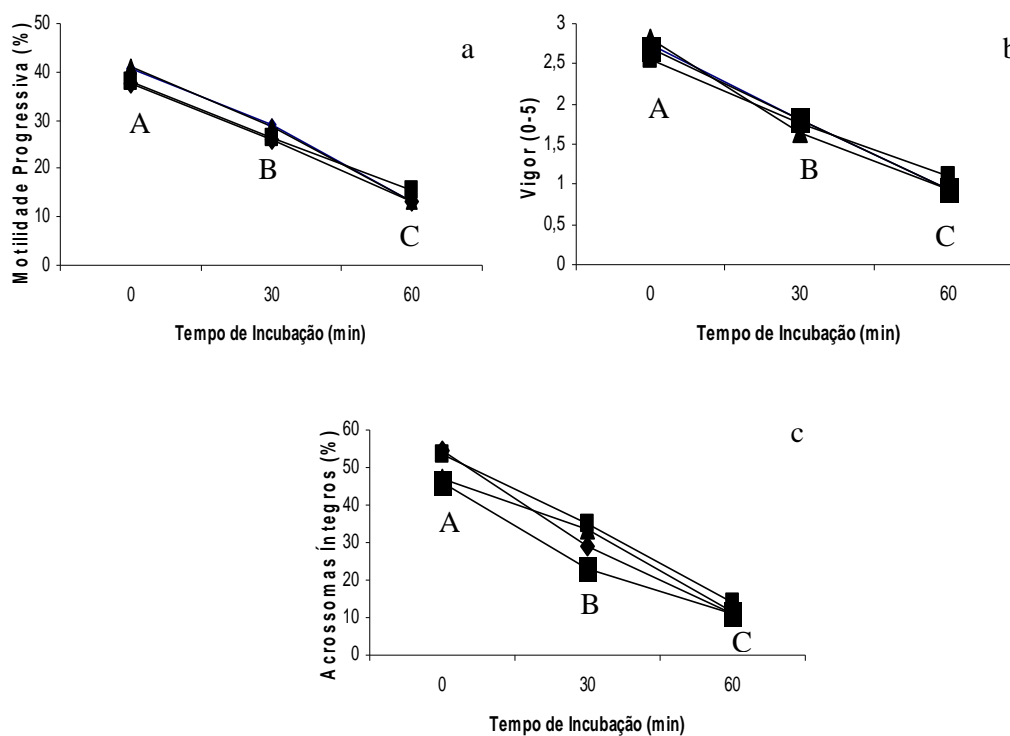 a
Motilidade Progressiva (%)
50
40
30
20
10
0
A
B
C
0 30 60
Tempo de Incubação (min)
b
Vigor (0-5)
3
2,5
2
1,5
1
0,5
0
A
B
C
0 30 60
Tempo de Incubação (min)
c
Acrossomas Íntegros (%)
60
50
40
30
20
10
0
A
B
C
0 30 60
Tempo de Incubação (min)